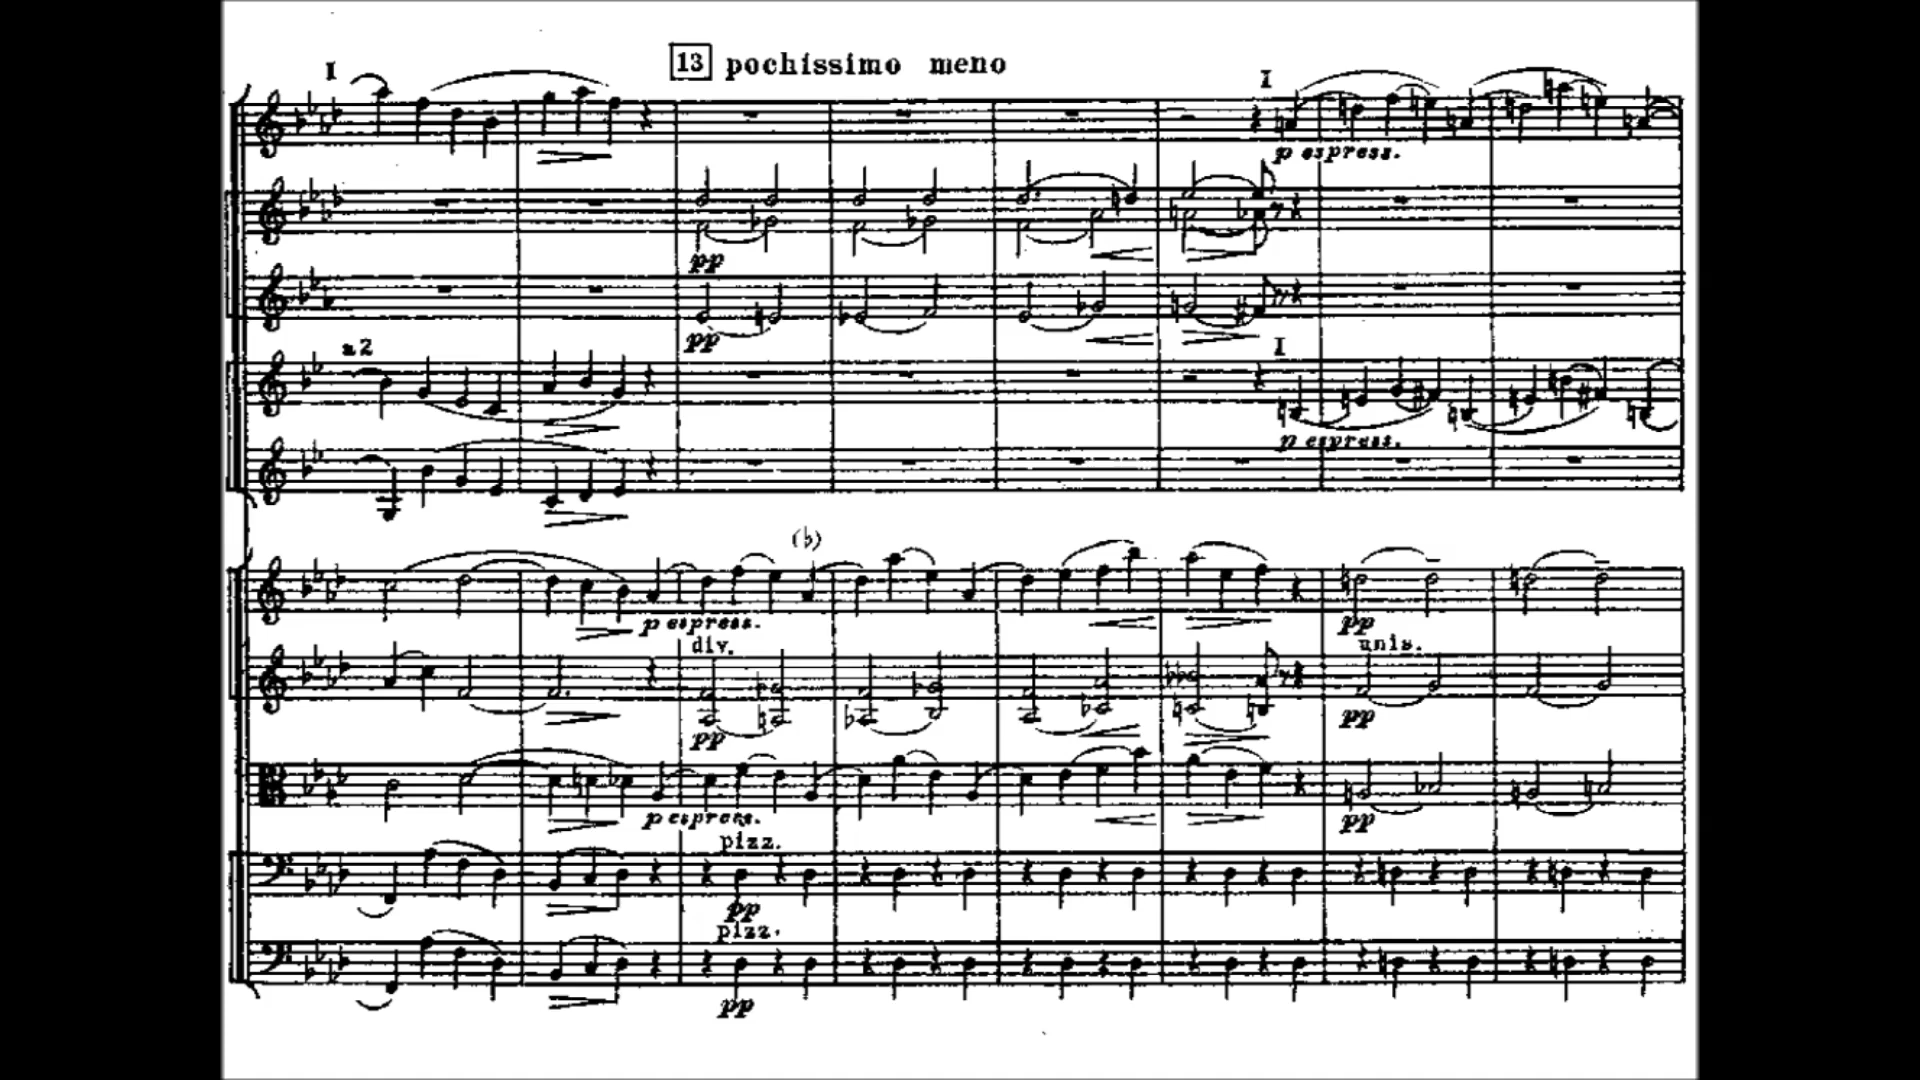 I
13 pochissimo meno
I
p espress.
pp
pp
a2
I
p espress.
(b)
p espress.
div.
pp
unis.
pp
pp
p espress.
pizz.
pp
pp
pizz.
pp